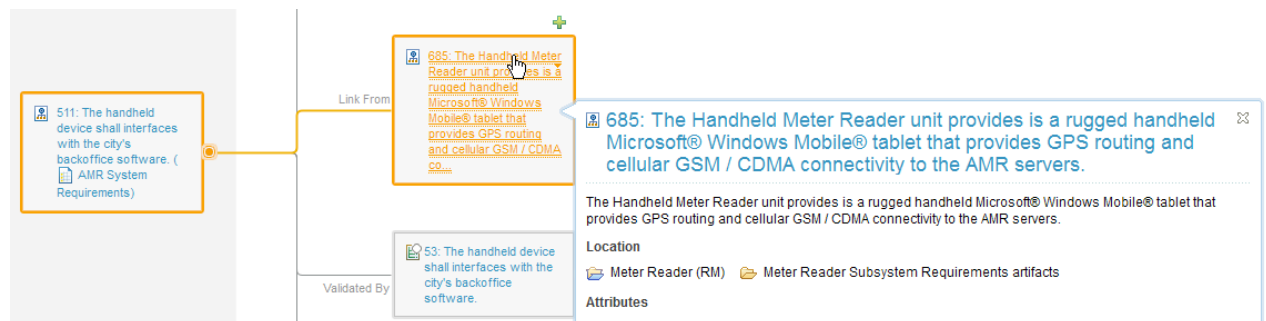 511: The handheld
device shall interfaces
with the city's
backoffice software. (
AMR System
Requirements)
Link From
685: The Handheld Meter
Reader unit provides is a
rugged handheld
Microsoft® Windows
Mobile® tablet that
provides GPS routing
and cellular GSM / CDMA
co...
Validated By
53: The handheld device
shall interfaces with the
city's backoffice
software.
685: The Handheld Meter Reader unit provides is a rugged handheld
Microsoft® Windows Mobile® tablet that provides GPS routing and
cellular GSM / CDMA connectivity to the AMR servers.
The Handheld Meter Reader unit provides is a rugged handheld Microsoft® Windows Mobile® tablet that
provides GPS routing and cellular GSM / CDMA connectivity to the AMR servers.
Location
Meter Reader (RM) Meter Reader Subsystem Requirements artifacts
Attributes